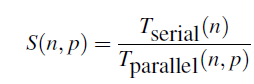 S(n, p) = T_serial(n) / T_parallel(n, p)